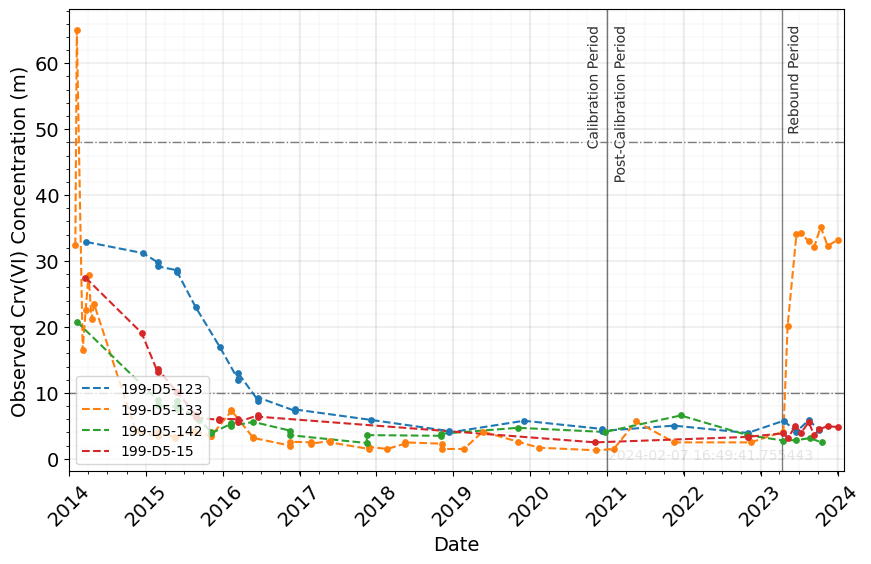 Observed Crv(VI) Concentration (m)
60
50
40
30
20
10
0
Calibration Period
Post-Calibration Period
Rebound Period
199-D5-123
199-D5-133
199-D5-142
199-D5-15
2024-02-07 16:49:41.755443
2014
2015
2016
2017
2018
2019
2020
2021
2022
2023
2024
Date